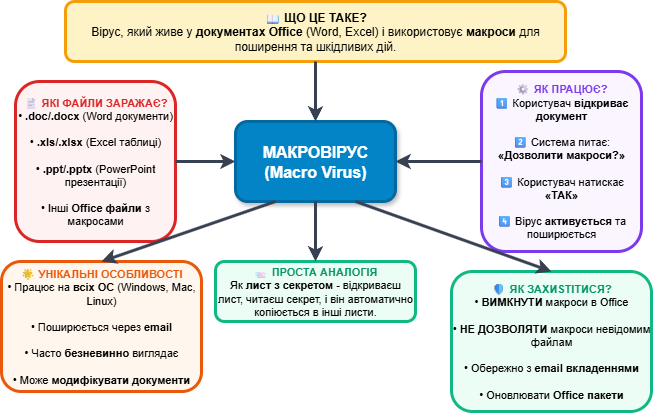 📖 ЩО ЦЕ ТАКЕ?
Вірус, який живе у документах Office (Word, Excel) і використовує макроси для
поширення та шкідливих дій.
📄 ЯКІ ФАЙЛИ ЗАРАЖАЄ?
• .doc/.docx (Word документи)
• .xls/.xlsx (Excel таблиці)
• .ppt/.pptx (PowerPoint
презентації)
• Інші Office файли з
макросами
МАКРОВІРУС
(Macro Virus)
⚙️ ЯК ПРАЦЮЄ?
1️⃣ Користувач відкриває
документ
2️⃣ Система питає:
«Дозволити макроси?»
3️⃣ Користувач натискає
«ТАК»
4️⃣ Вірус активується та
поширюється
🌟 УНІКАЛЬНІ ОСОБЛИВОСТІ
• Працює на всіх ОС (Windows, Mac,
Linux)
• Поширюється через email
• Часто безневинно виглядає
• Може модифікувати документи
📨 ПРОСТА АНАЛОГІЯ
Як лист з секретом - відкриваєш
лист, читаєш секрет, і він автоматично
копіюється в інші листи.
🛡️ ЯК ЗАХИSTИТИСЯ?
• ВИМКНУТИ макроси в Office
• НЕ ДОЗВОЛЯТИ макроси невідомим
файлам
• Обережно з email вкладеннями
• Оновлювати Office пакети